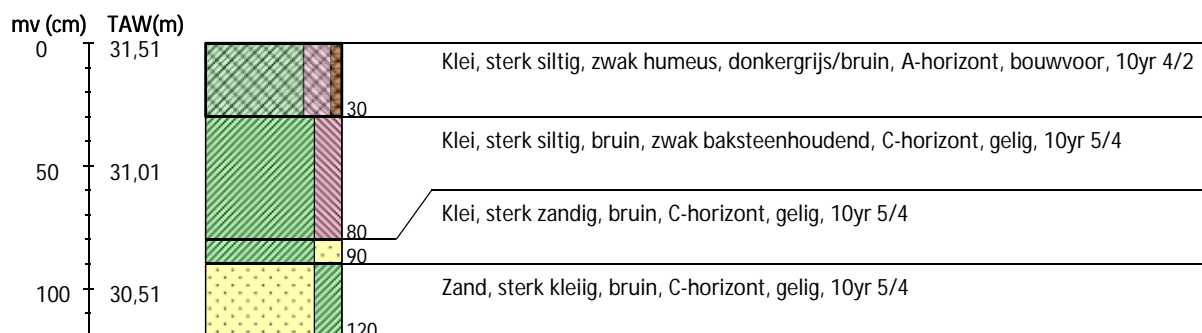 mv (cm) TAW(m)
0 31,51
Klei, sterk siltig, zwak humeus, donkergrijs/bruin, A-horizont, bouwvoor, 10yr 4/2
30
Klei, sterk siltig, bruin, zwak baksteenhoudend, C-horizont, gelig, 10yr 5/4
50 31,01
Klei, sterk zandig, bruin, C-horizont, gelig, 10yr 5/4
80
90
Zand, sterk kleiig, bruin, C-horizont, gelig, 10yr 5/4
100 30,51
120